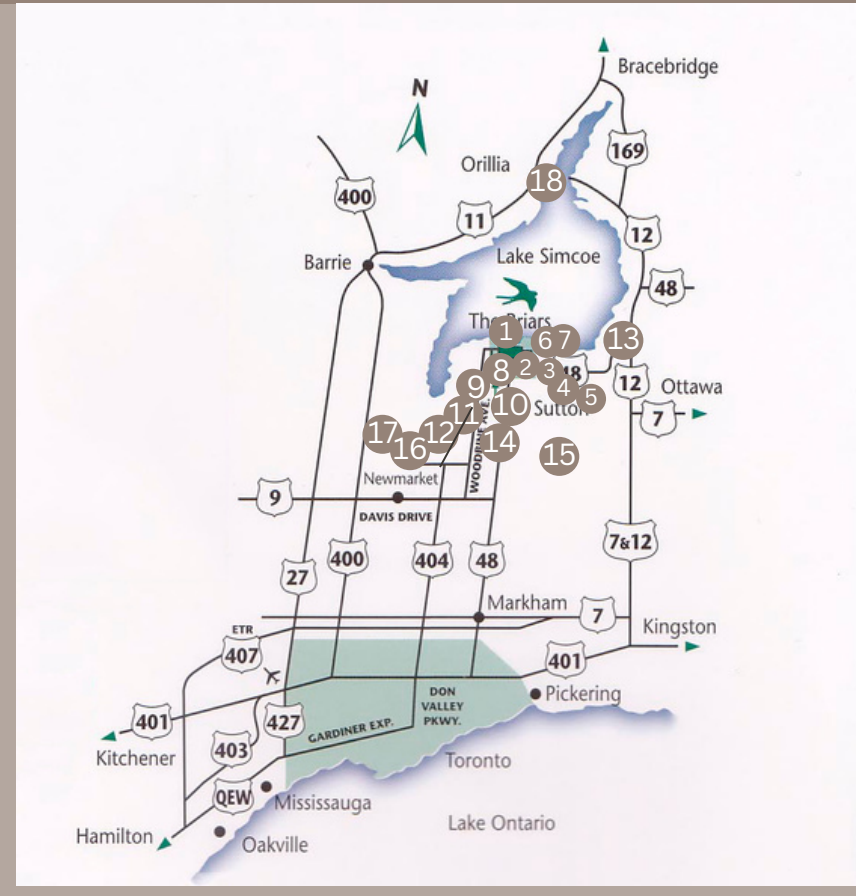 Bracebridge
N
169
Orillia
18
400
11
12
Lake Simcoe
Barrie
48
The Briars
1
6
7
13
8
2
3
48
12
Ottawa
9
4
5
7
10
Sutton
11
17
12
14
16
15
WOODBINE AVE.
Newmarket
9
DAVIS DRIVE
7&12
27
400
404
48
Markham
7
Kingston
ETR
407
401
Pickering
DON
VALLEY
PKWY.
401
427
GARDINER EXP.
403
Kitchener
Toronto
QEW
Mississauga
Lake Ontario
Hamilton
Oakville